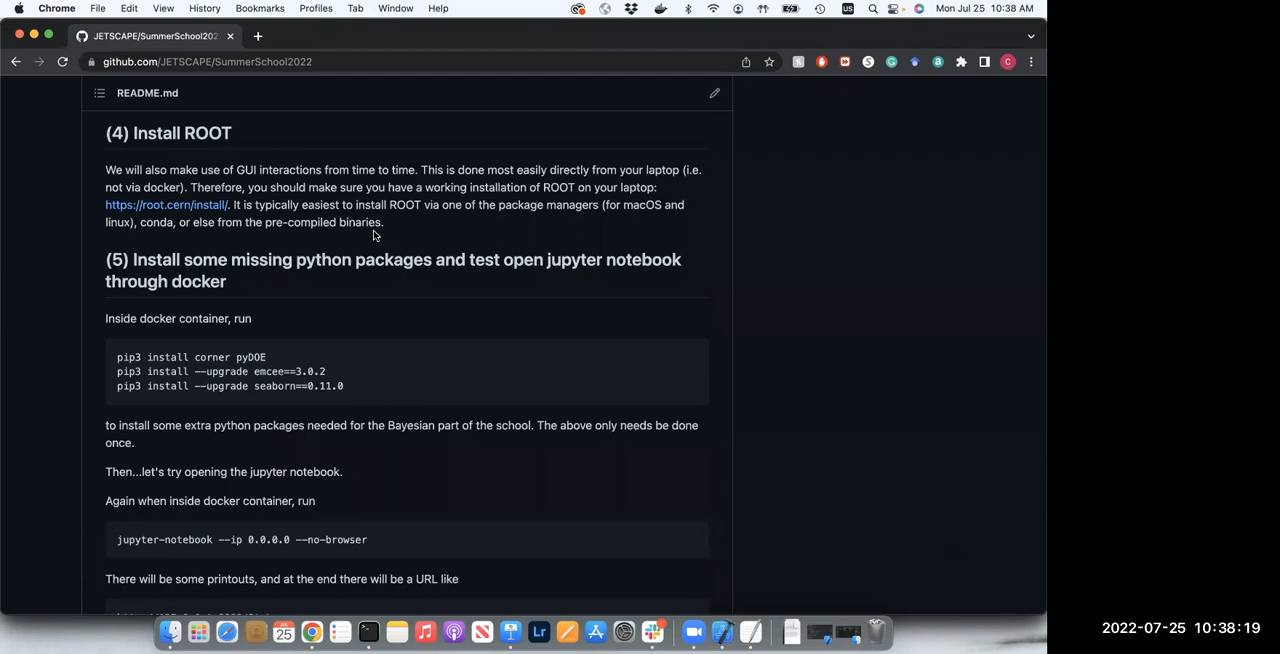 Chrome File Edit View History Bookmarks Profiles Tab Window Help US Mon Jul 25 10:38 AM
JETSCAPE/SummerSchool202
github.com/JETSCAPE/SummerSchool2022
README.md
(4) Install ROOT
We will also make use of GUI interactions from time to time. This is done most easily directly from your laptop (i.e.
not via docker). Therefore, you should make sure you have a working installation of ROOT on your laptop:
https://root.cern/install/. It is typically easiest to install ROOT via one of the package managers (for macOS and
linux), conda, or else from the pre-compiled binaries.
(5) Install some missing python packages and test open jupyter notebook
through docker
Inside docker container, run
pip3 install corner pyDOE
pip3 install --upgrade emcee==3.0.2
pip3 install --upgrade seaborn==0.11.0
to install some extra python packages needed for the Bayesian part of the school. The above only needs be done
once.
Then...let's try opening the jupyter notebook.
Again when inside docker container, run
jupyter-notebook --ip 0.0.0.0 --no-browser
There will be some printouts, and at the end there will be a URL like
2022-07-25 10:38:19